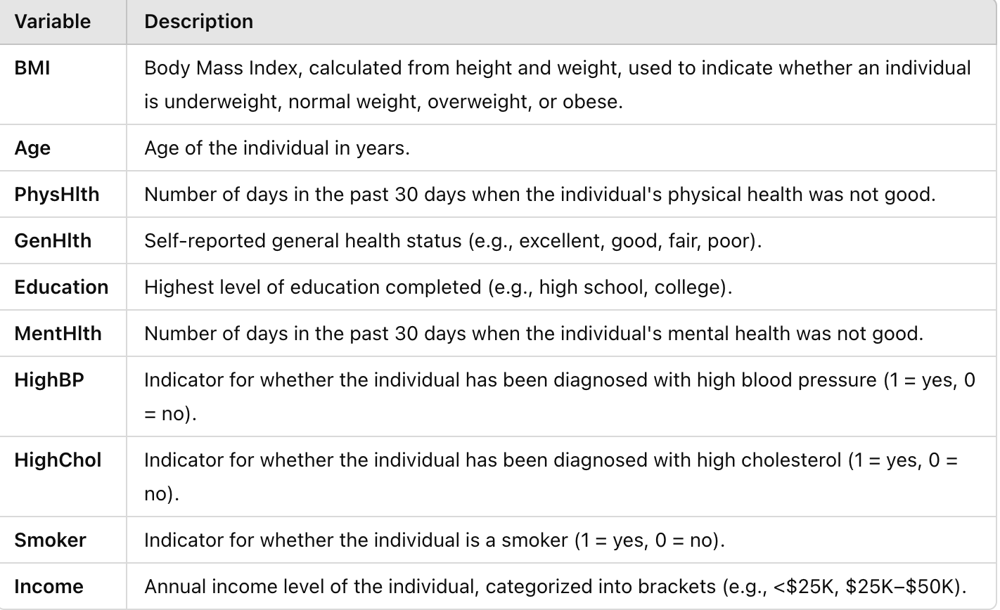 Variable Description
BMI Body Mass Index, calculated from height and weight, used to indicate whether an individual
is underweight, normal weight, overweight, or obese.
Age Age of the individual in years.
PhysHlth Number of days in the past 30 days when the individual's physical health was not good.
GenHlth Self-reported general health status (e.g., excellent, good, fair, poor).
Education Highest level of education completed (e.g., high school, college).
MentHlth Number of days in the past 30 days when the individual's mental health was not good.
HighBP Indicator for whether the individual has been diagnosed with high blood pressure (1 = yes, 0
= no).
HighChol Indicator for whether the individual has been diagnosed with high cholesterol (1 = yes, 0 =
no).
Smoker Indicator for whether the individual is a smoker (1 = yes, 0 = no).
Income Annual income level of the individual, categorized into brackets (e.g., <$25K, $25K–$50K).